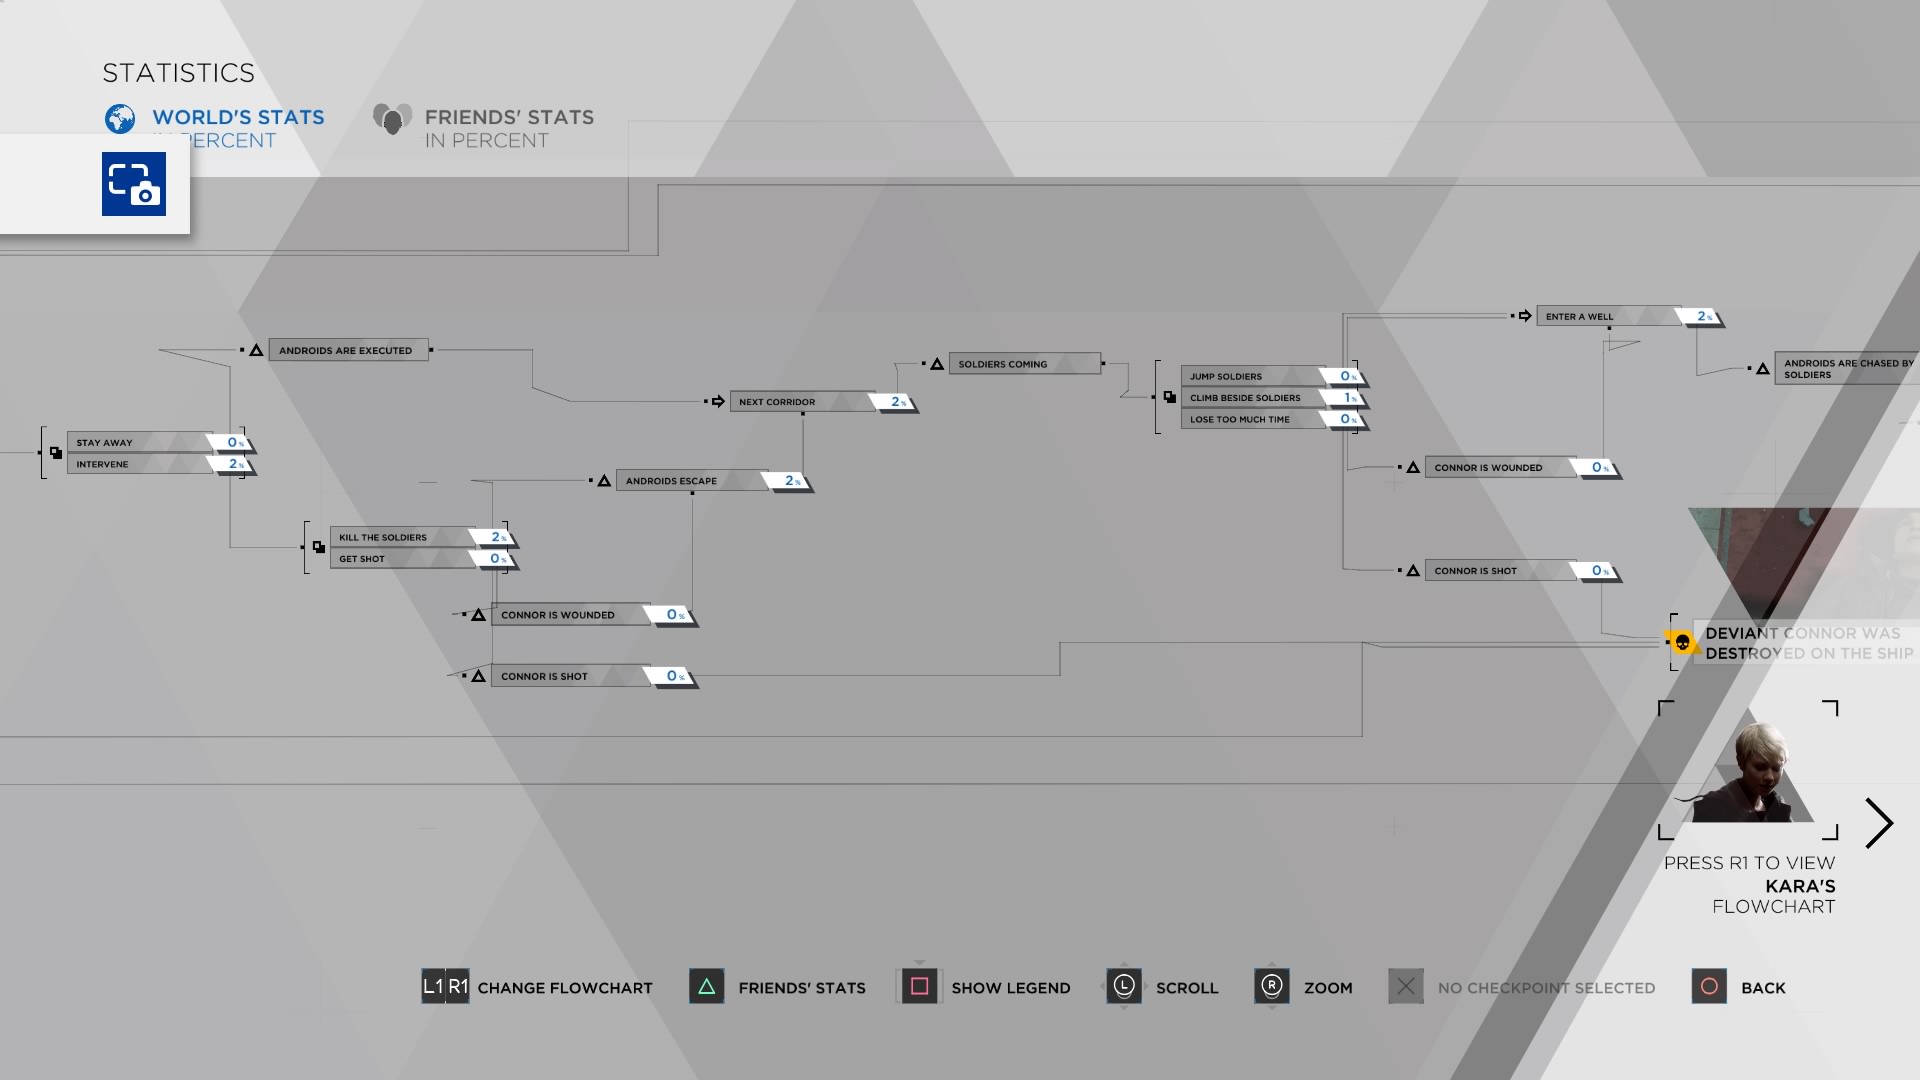 STATISTICS
WORLD'S STATS
PERCENT
FRIENDS' STATS
IN PERCENT
STAY AWAY 0%
INTERVENE 2%
ANDROIDS ARE EXECUTED
KILL THE SOLDIERS 2%
GET SHOT 0%
CONNOR IS WOUNDED 0%
CONNOR IS SHOT 0%
ANDROIDS ESCAPE 2%
NEXT CORRIDOR 2%
SOLDIERS COMING
JUMP SOLDIERS 0%
CLIMB BESIDE SOLDIERS 1%
LOSE TOO MUCH TIME 0%
ENTER A WELL 2%
ANDROIDS ARE CHASED BY
SOLDIERS
CONNOR IS WOUNDED 0%
CONNOR IS SHOT 0%
DEVIANT CONNOR WAS
DESTROYED ON THE SHIP
PRESS R1 TO VIEW
KARA'S
FLOWCHART
L1 R1 CHANGE FLOWCHART
FRIENDS' STATS
SHOW LEGEND
L SCROLL
R ZOOM
NO CHECKPOINT SELECTED
BACK